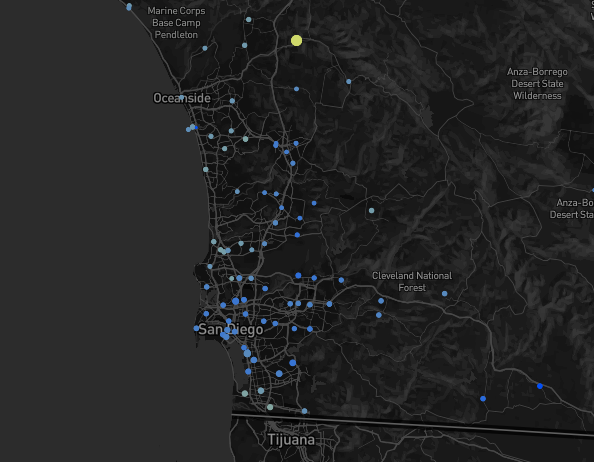 Marine Corps
Base Camp
Pendleton
Oceanside
Anza-Borrego
Desert State
Wilderness
Anza-Bo
Desert Sta
Cleveland National
Forest
San Diego
Tijuana